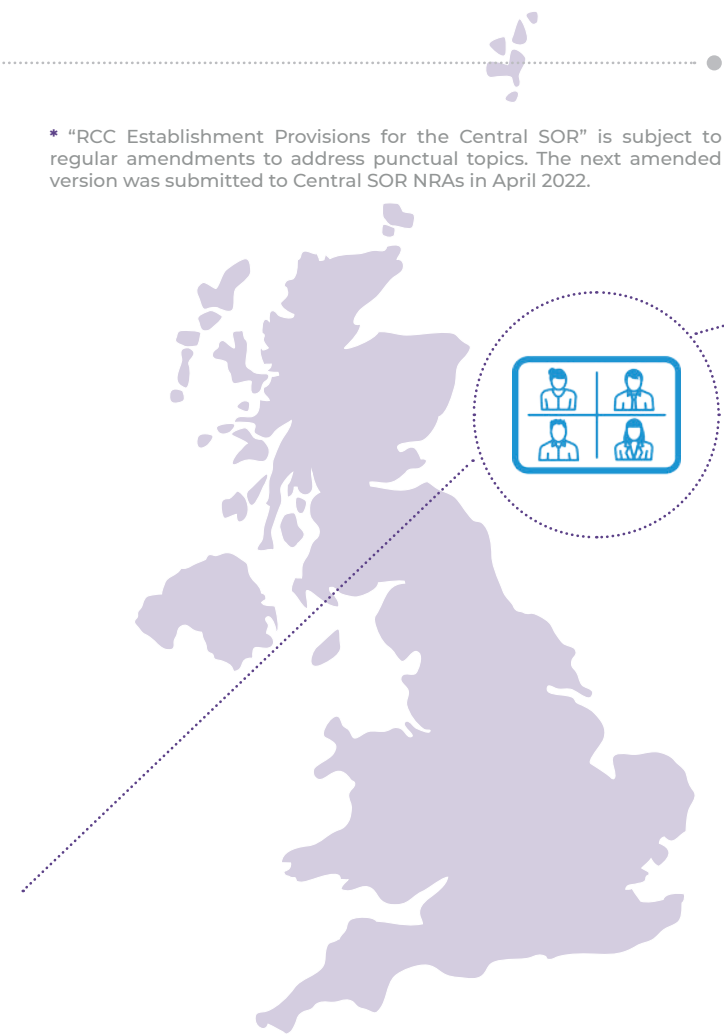 * “RCC Establishment Provisions for the Central SOR” is subject to
regular amendments to address punctual topics. The next amended
version was submitted to Central SOR NRAs in April 2022.